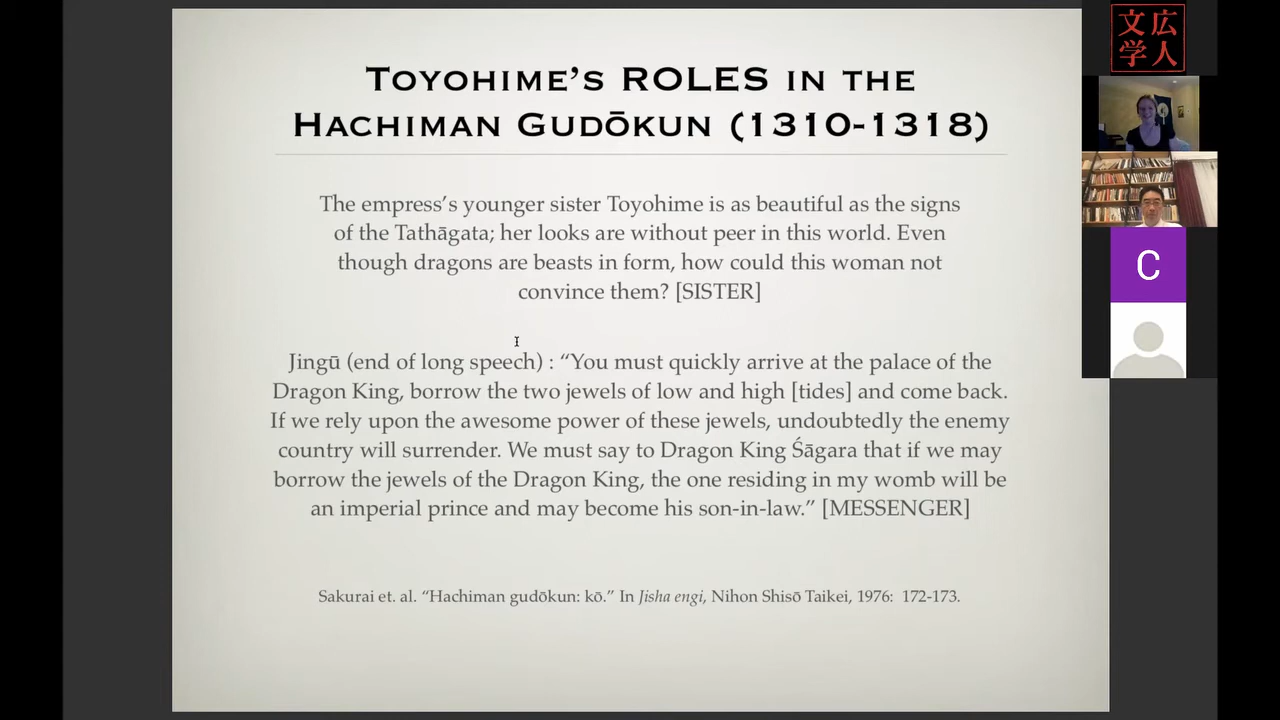 TOYOHIME'S ROLES IN THE
HACHIMAN GUDŌKUN (1310-1318)
The empress's younger sister Toyohime is as beautiful as the signs
of the Tathāgata; her looks are without peer in this world. Even
though dragons are beasts in form, how could this woman not
convince them? [SISTER]
Jingū (end of long speech) : “You must quickly arrive at the palace of the
Dragon King, borrow the two jewels of low and high [tides] and come back.
If we rely upon the awesome power of these jewels, undoubtedly the enemy
country will surrender. We must say to Dragon King Śāgara that if we may
borrow the jewels of the Dragon King, the one residing in my womb will be
an imperial prince and may become his son-in-law.” [MESSENGER]
Sakurai et. al. “Hachiman gudōkun: kō.” In Jisha engi, Nihon Shisō Taikei, 1976: 172-173.
文広
学人
C